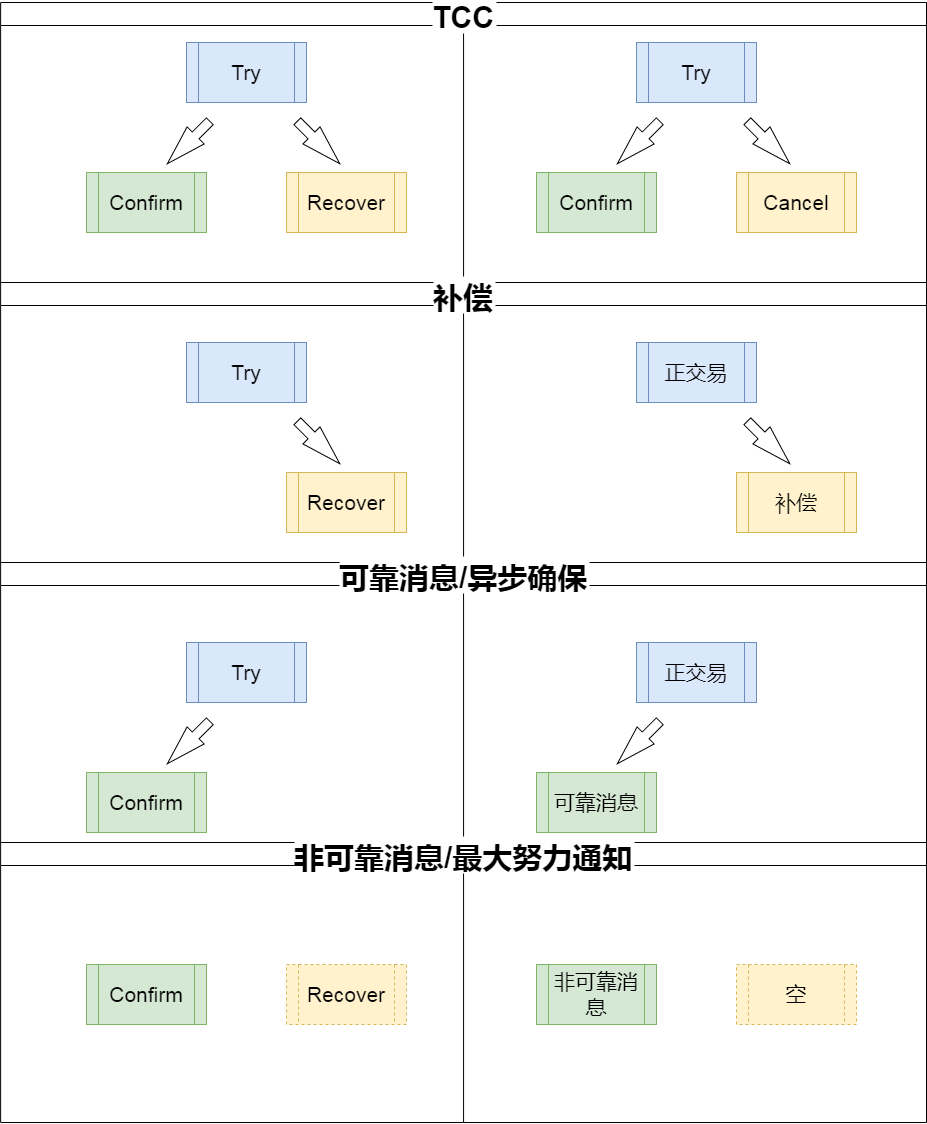 TCC
Try
Try
Confirm
Recover
Confirm
Cancel
补偿
Try
正交易
Recover
补偿
可靠消息/异步确保
Try
正交易
Confirm
可靠消息
非可靠消息/最大努力通知
Confirm
Recover
非可靠消
息
空